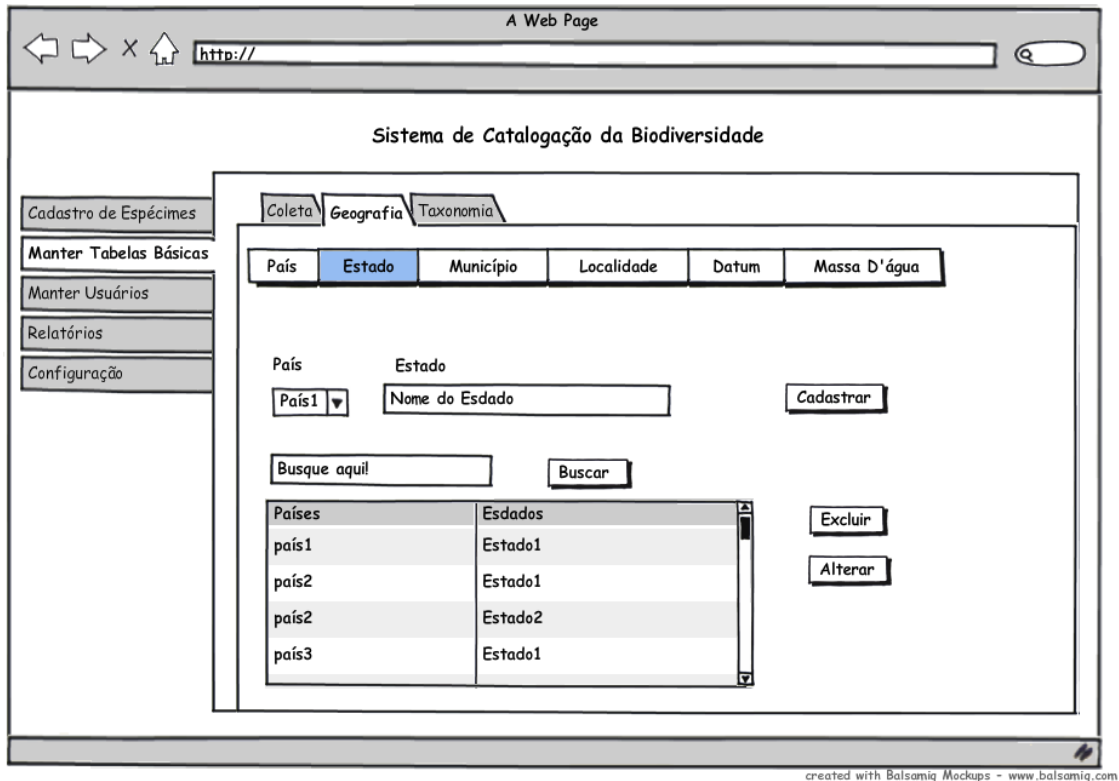 A Web Page
http://
Sistema de Catalogação da Biodiversidade
Cadastro de Espécimes
Manter Tabelas Básicas
Manter Usuários
Relatórios
Configuração
Coleta Geografia Taxonomia
País Estado Município Localidade Datum Massa D'água
País Estado
País1 Nome do Esdado Cadastrar
Busque aqui! Buscar
Países Esdados
país1 Estado1
país2 Estado1
país2 Estado2
país3 Estado1
Excluir
Alterar
created with Balsamiq Mockups - www.balsamiq.com